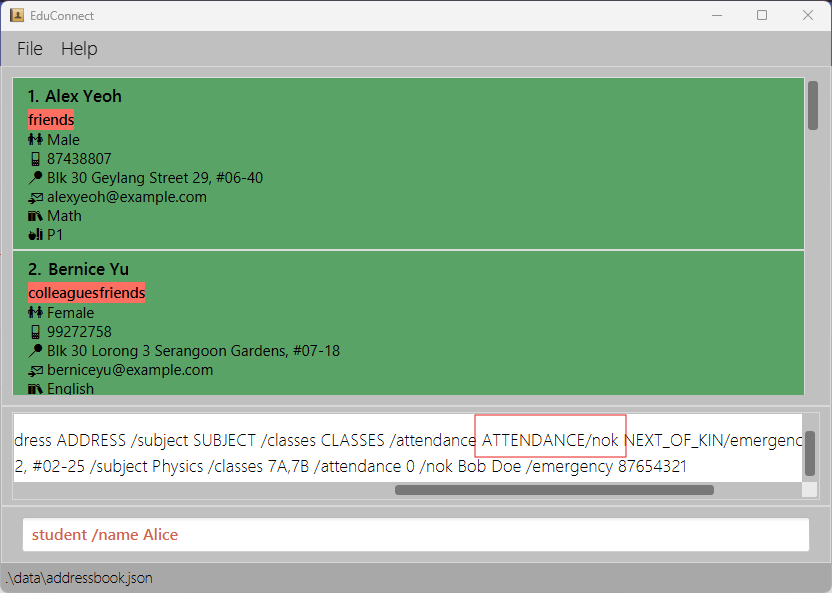 EduConnect
File Help
1. Alex Yeoh
friends
Male
87438807
Blk 30 Geylang Street 29, #06-40
alexyeoh@example.com
Math
P1
2. Bernice Yu
colleaguesfriends
Female
99272758
Blk 30 Lorong 3 Serangoon Gardens, #07-18
berniceyu@example.com
English
dress ADDRESS /subject SUBJECT /classes CLASSES /attendance ATTENDANCE/nok NEXT_OF_KIN/emergenc
2, #02-25 /subject Physics /classes 7A,7B /attendance 0 /nok Bob Doe /emergency 87654321
student /name Alice
.\data\addressbook.json